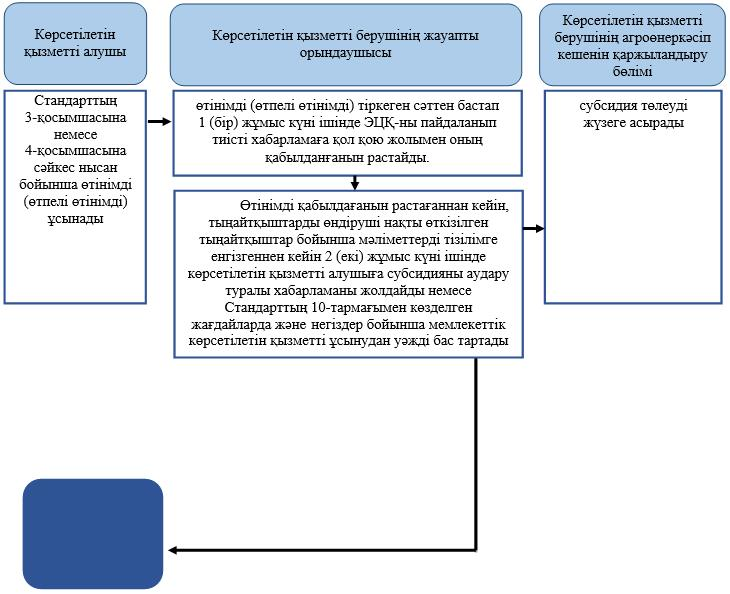 Көрсетілетін
қызметті алушы
Көрсетілетін қызметті берушінің жауапты
орындаушысы
Көрсетілетін қызметті
берушінің агроөнеркәсіп
кешенін қаржыландыру
бөлімі
Стандарттың
3-қосымшасына
немесе
4-қосымшасына
сәйкес нысан
бойынша өтінімді
(өтпелі өтінімді)
ұсынады
өтінімді (өтпелі өтінімді) тіркеген сәттен бастап
1 (бір) жұмыс күні ішінде ЭЦҚ-ны пайдаланып
тиісті хабарламаға қол қою жолымен оның
қабылданғанын растайды.
Өтінімді қабылдағанын растағаннан кейін,
тыңайтқыштарды өндіруші нақты өткізілген
тыңайтқыштар бойынша мәліметтерді тізілімге
енгізгеннен кейін 2 (екі) жұмыс күні ішінде
көрсетілетін қызметті алушыға субсидияны аудару
туралы хабарламаны жолдайды немесе
Стандарттың 10-тармағымен көзделген
жағдайларда және негіздер бойынша мемлекеттік
көрсетілетін қызметті ұсынудан уәжді бас тартады
субсидия төлеуді
жүзеге асырады